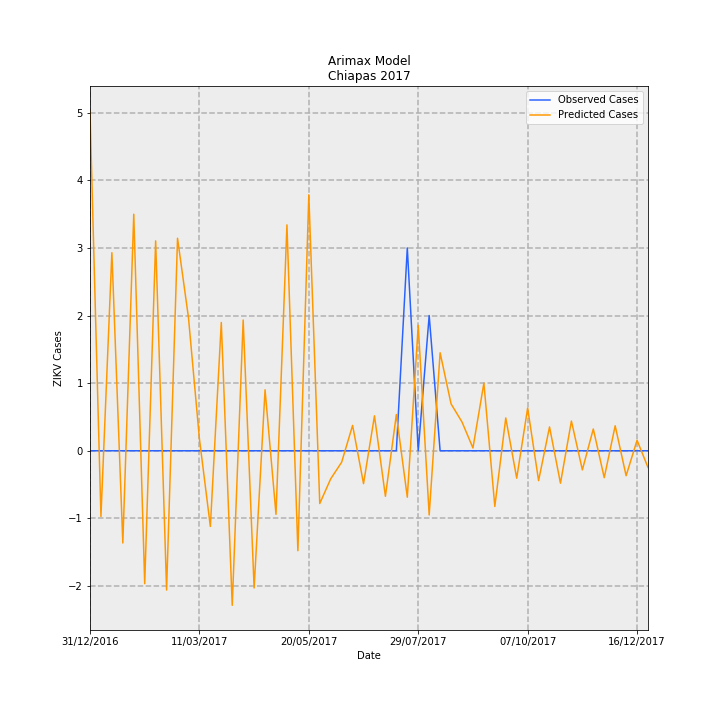 Arimax Model
Chiapas 2017
Observed Cases
Predicted Cases
5
4
3
2
1
0
−1
−2
ZIKV Cases
31/12/2016 11/03/2017 20/05/2017 29/07/2017 07/10/2017 16/12/2017
Date